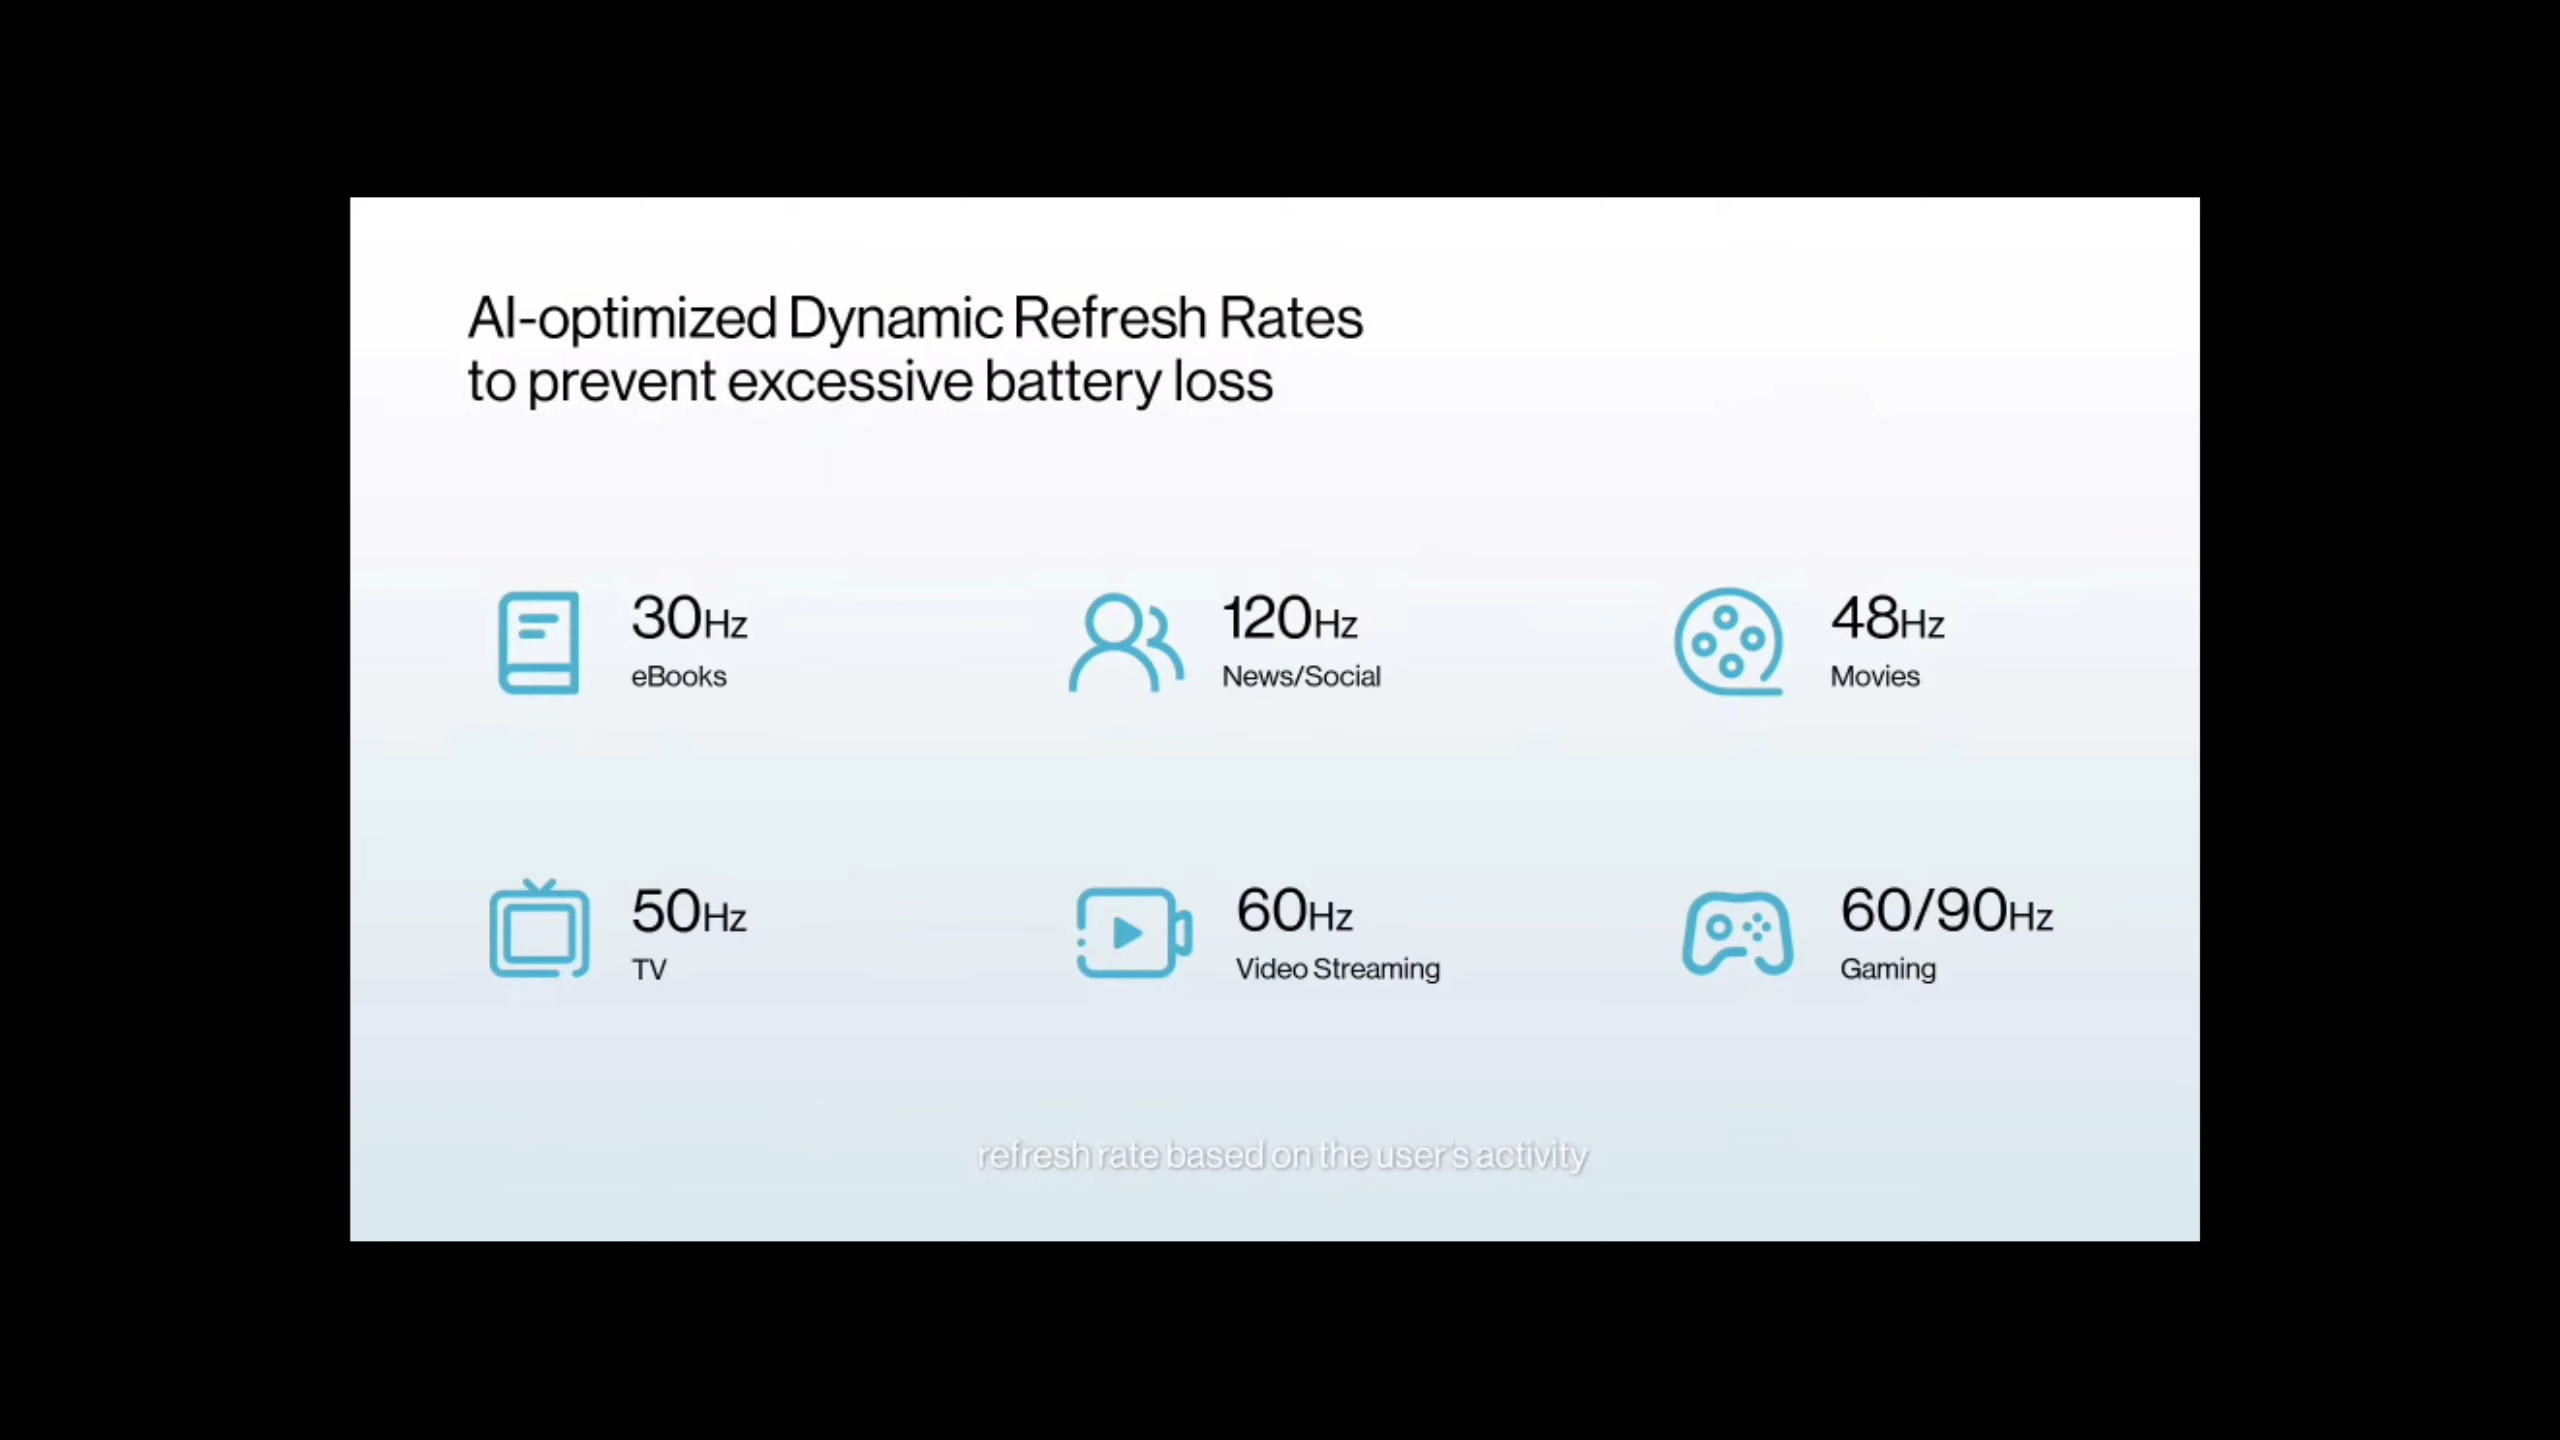 AI-optimized Dynamic Refresh Rates
to prevent excessive battery loss
30Hz
eBooks
120Hz
News/Social
48Hz
Movies
50Hz
TV
60Hz
Video Streaming
60/90Hz
Gaming
refresh rate based on the user's activity